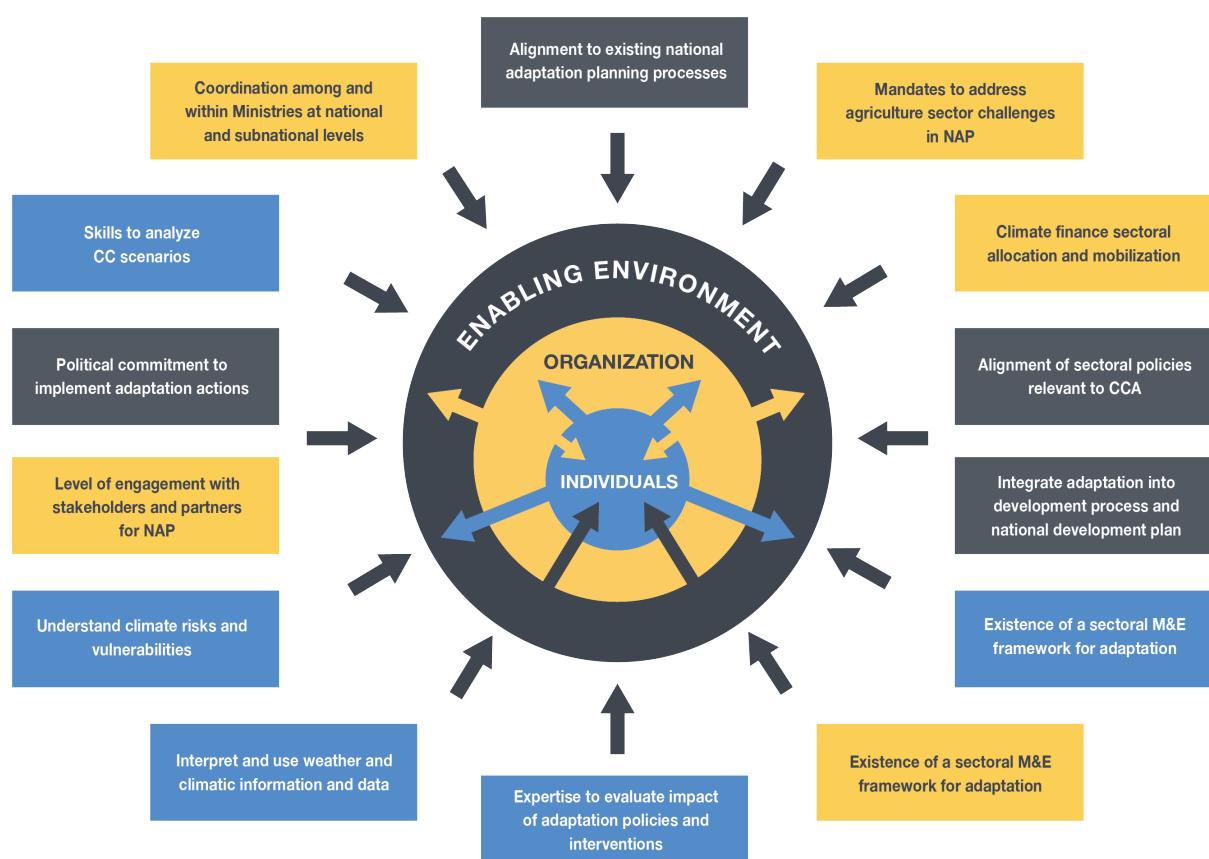 Alignment to existing national
adaptation planning processes
Coordination among and
within Ministries at national
and subnational levels
Mandates to address
agriculture sector challenges
in NAP
Skills to analyze
CC scenarios
Climate finance sectoral
allocation and mobilization
ENABLING ENVIRONMENT
ORGANIZATION
INDIVIDUALS
Political commitment to
implement adaptation actions
Alignment of sectoral policies
relevant to CCA
Level of engagement with
stakeholders and partners
for NAP
Integrate adaptation into
development process and
national development plan
Understand climate risks and
vulnerabilities
Existence of a sectoral M&E
framework for adaptation
Interpret and use weather and
climatic information and data
Existence of a sectoral M&E
framework for adaptation
Expertise to evaluate impact
of adaptation policies and
interventions